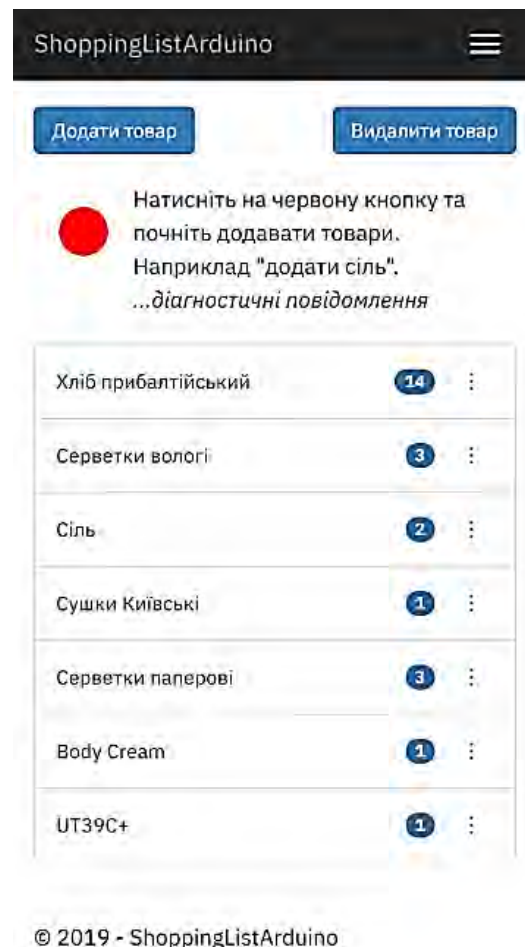 ShoppingListArduino
Додати товар
Видалити товар
Натисніть на червону кнопку та
почніть додавати товари.
Наприклад "додати сіль".
...діагностичні повідомлення
Хліб прибалтійський 14
Серветки вологі 3
Сіль 2
Сушки Київські 1
Серветки паперові 3
Body Cream 1
UT39C+ 1
© 2019 - ShoppingListArduino